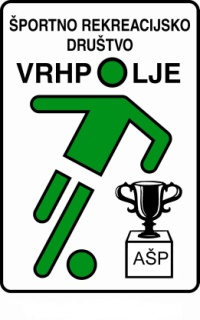 ŠPORTNO REKREACIJSKO
DRUŠTVO
VRHPOLJE
AŠP